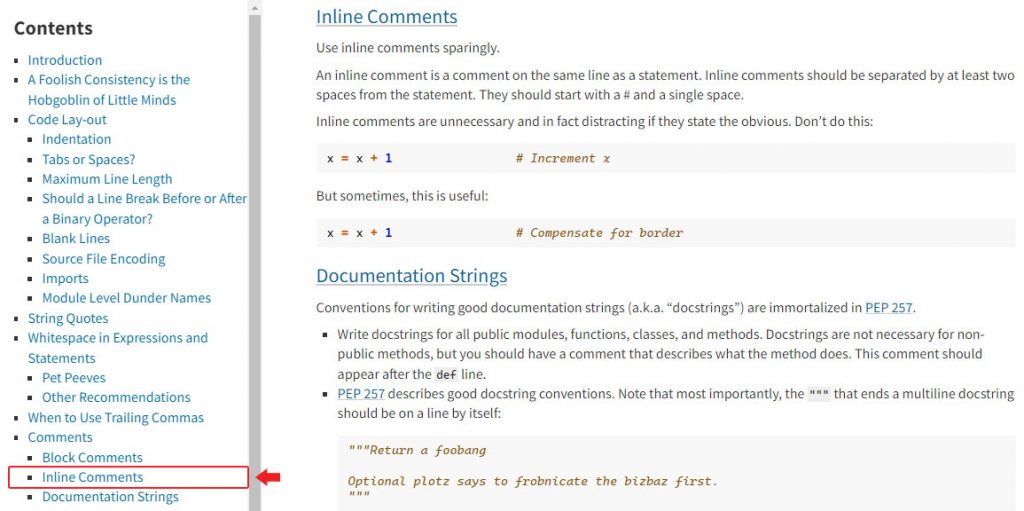 Contents
Introduction
A Foolish Consistency is the
Hobgoblin of Little Minds
Code Lay-out
Indentation
Tabs or Spaces?
Maximum Line Length
Should a Line Break Before or After
a Binary Operator?
Blank Lines
Source File Encoding
Imports
Module Level Dunder Names
String Quotes
Whitespace in Expressions and
Statements
Pet Peeves
Other Recommendations
When to Use Trailing Commas
Comments
Block Comments
Inline Comments
Documentation Strings
Inline Comments
Use inline comments sparingly.
An inline comment is a comment on the same line as a statement. Inline comments should be separated by at least two
spaces from the statement. They should start with a # and a single space.
Inline comments are unnecessary and in fact distracting if they state the obvious. Don’t do this:
x = x + 1                 # Increment x
But sometimes, this is useful:
x = x + 1                 # Compensate for border
Documentation Strings
Conventions for writing good documentation strings (a.k.a. “docstrings”) are immortalized in PEP 257.
Write docstrings for all public modules, functions, classes, and methods. Docstrings are not necessary for non-
public methods, but you should have a comment that describes what the method does. This comment should
appear after the def line.
PEP 257 describes good docstring conventions. Note that most importantly, the """ that ends a multiline docstring
should be on a line by itself:
"""Return a foobang
Optional plotz says to frobnicate the bizbaz first.
"""